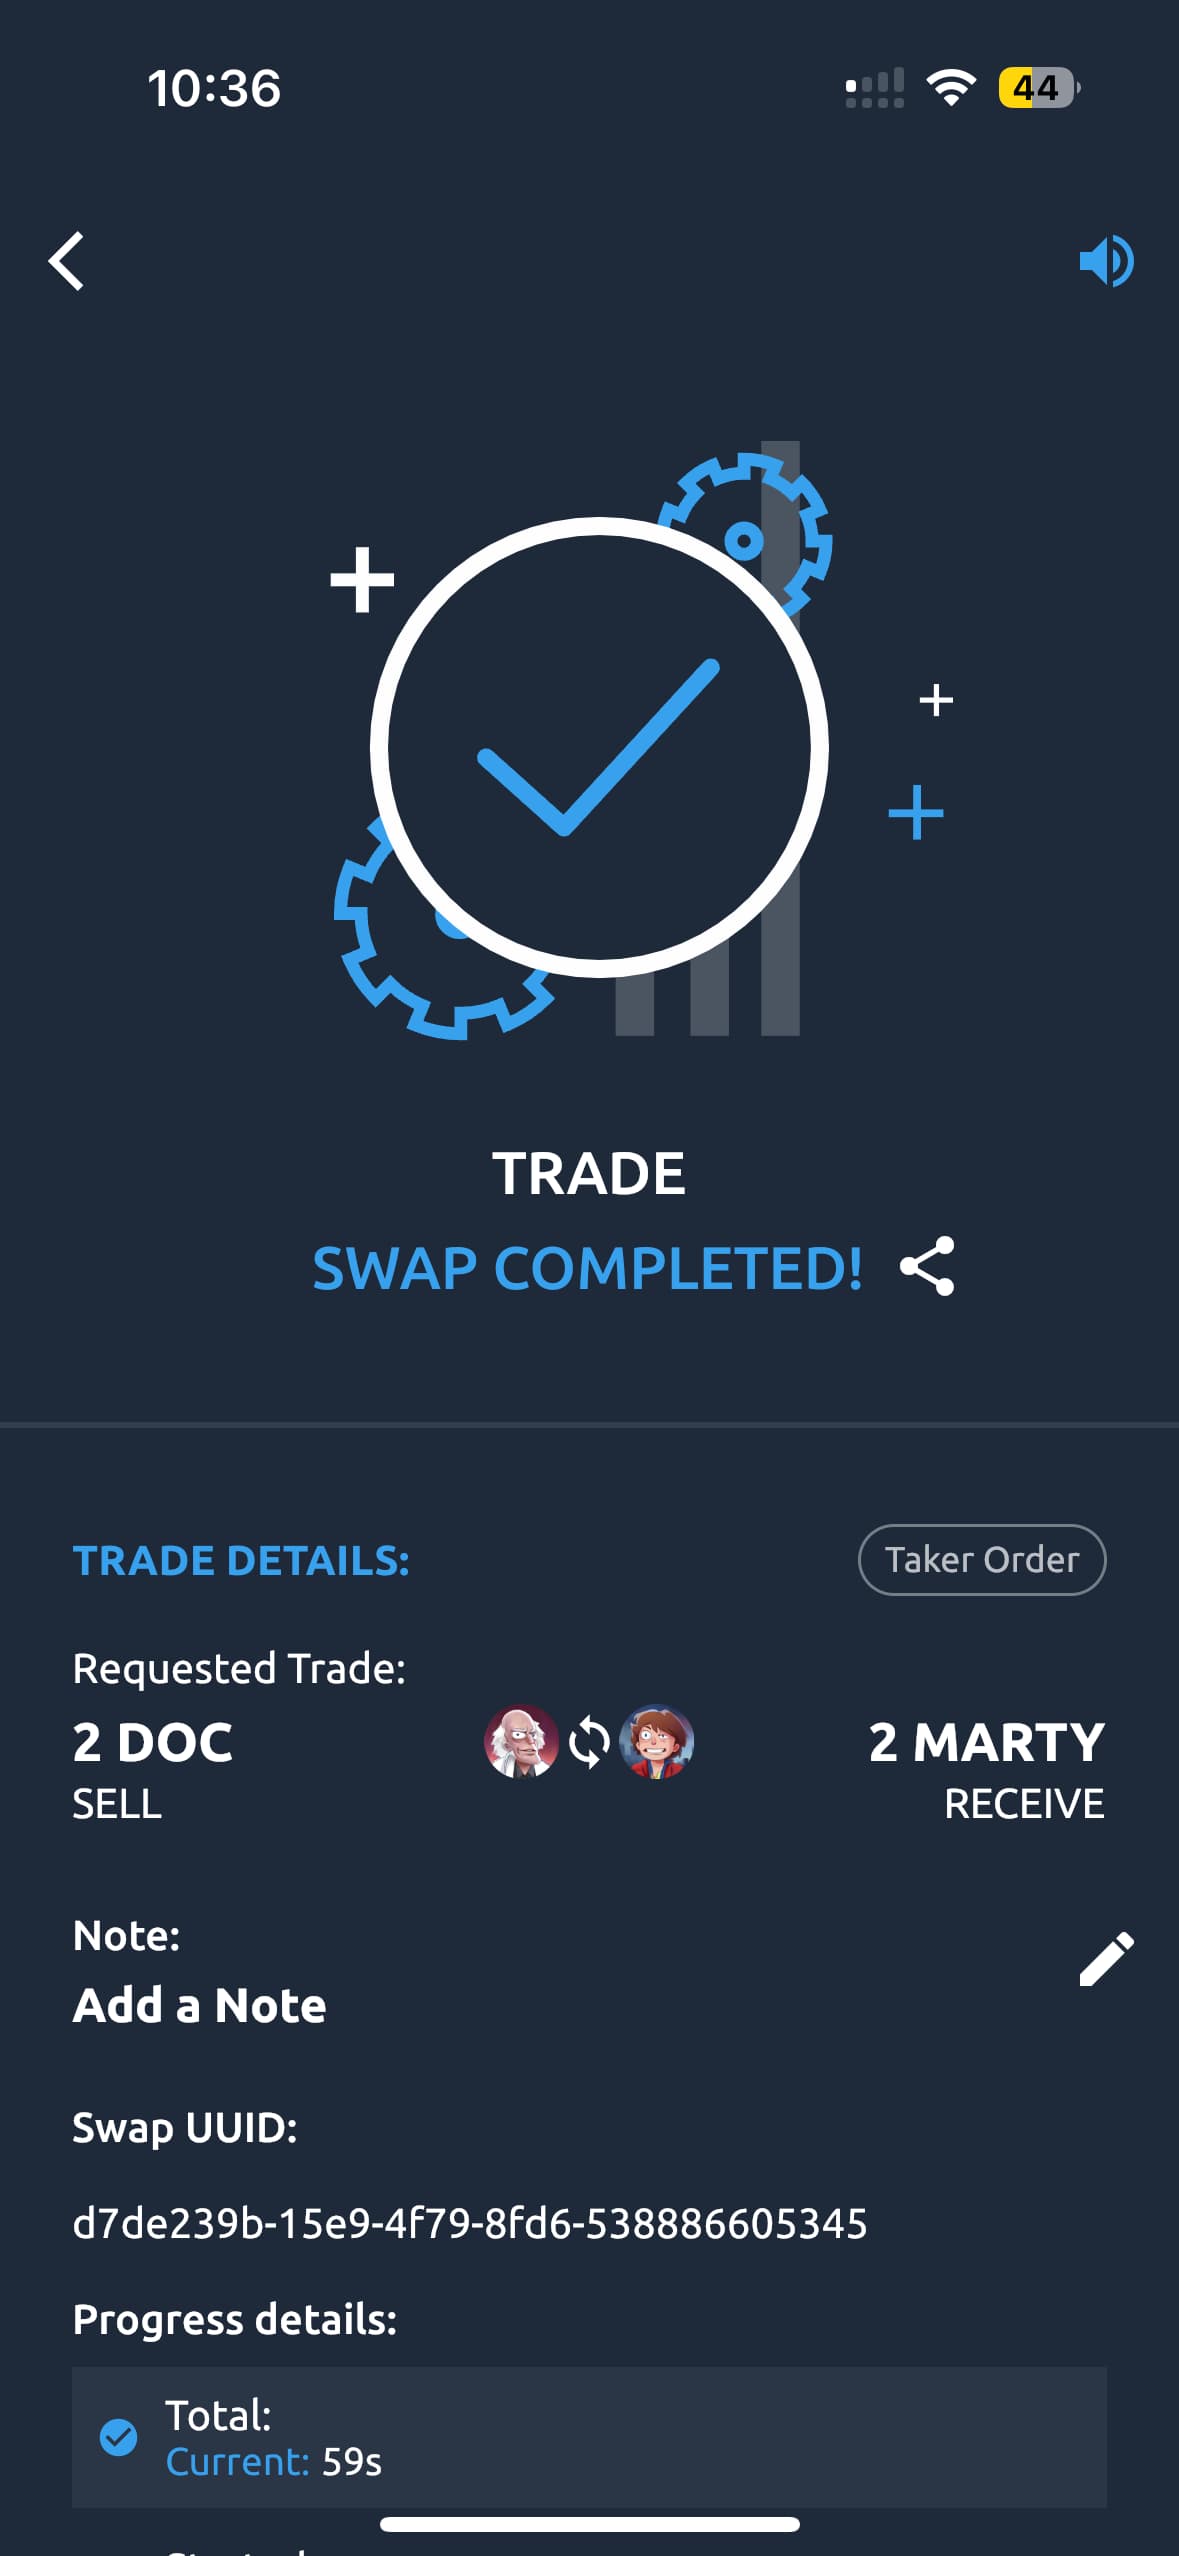 10:36
44
TRADE
SWAP COMPLETED!
TRADE DETAILS:
Taker Order
Requested Trade:
2 DOC
2 MARTY
SELL
RECEIVE
Note:
Add a Note
Swap UUID:
d7de239b-15e9-4f79-8fd6-538886605345
Progress details:
Total:
Current: 59s